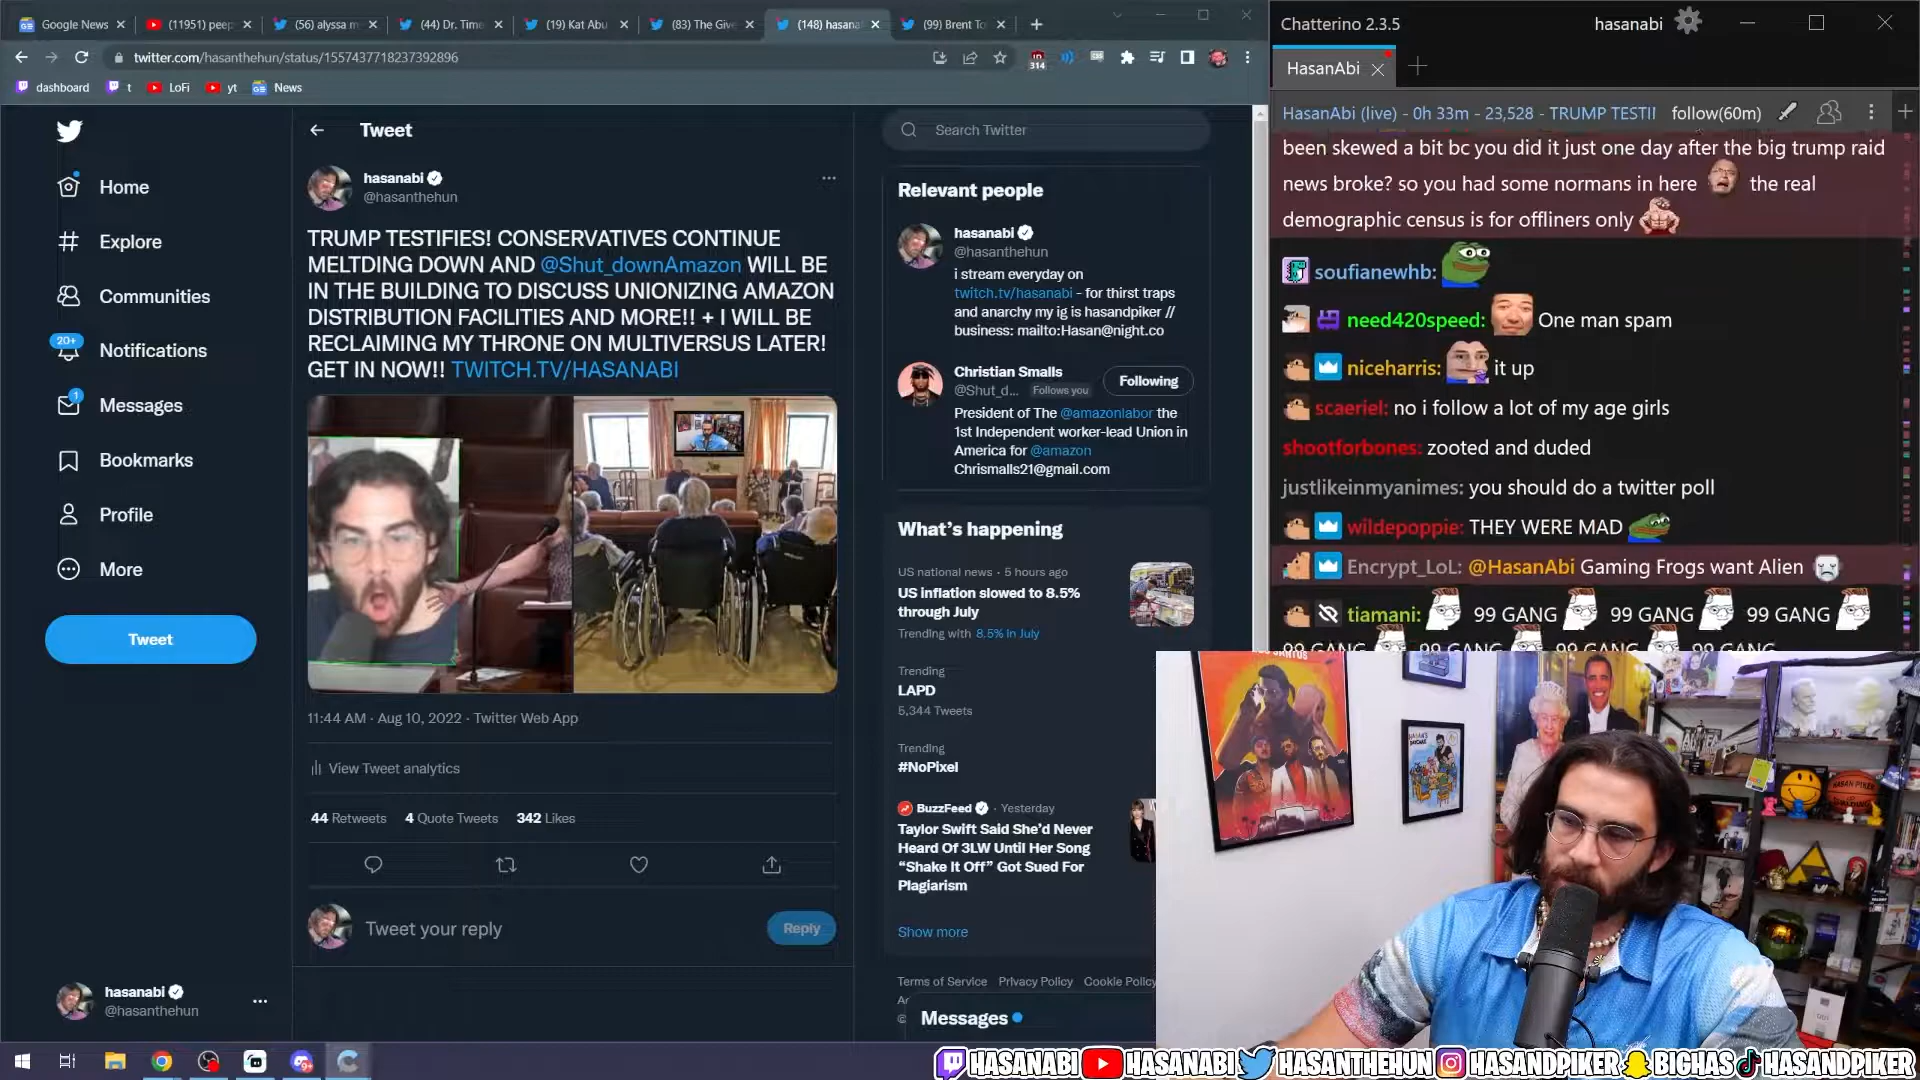 Google News
(11951) peep
(56) alyssa m
(44) Dr. Time
(19) Kat Abu
(83) The Give
(148) hasana
(99) Brent To
twitter.com/hasanthehun/status/1557437718237392896
314
dashboard
t
LoFi
yt
News
Home
Explore
Communities
20+
Notifications
1
Messages
Bookmarks
Profile
More
Tweet
hasanabi
@hasanthehun
Tweet
hasanabi
@hasanthehun
TRUMP TESTIFIES! CONSERVATIVES CONTINUE
MELTDING DOWN AND @Shut_downAmazon WILL BE
IN THE BUILDING TO DISCUSS UNIONIZING AMAZON
DISTRIBUTION FACILITIES AND MORE!! + I WILL BE
RECLAIMING MY THRONE ON MULTIVERSUS LATER!
GET IN NOW!! TWITCH.TV/HASANABI
11:44 AM · Aug 10, 2022 · Twitter Web App
View Tweet analytics
44 Retweets 4 Quote Tweets 342 Likes
Tweet your reply
Reply
Search Twitter
Relevant people
hasanabi
@hasanthehun
i stream everyday on
twitch.tv/hasanabi - for thirst traps
and anarchy my ig is hasandpiker //
business: mailto:Hasan@night.co
Christian Smalls
@Shut_d... Follows you
Following
President of The @amazonlabor the
1st Independent worker-lead Union in
America for @amazon
Chrismalls21@gmail.com
What's happening
US national news · 5 hours ago
US inflation slowed to 8.5%
through July
Trending with 8.5% in July
Trending
LAPD
5,344 Tweets
Trending
#NoPixel
BuzzFeed · Yesterday
Taylor Swift Said She'd Never
Heard Of 3LW Until Her Song
“Shake It Off” Got Sued For
Plagiarism
Show more
Terms of Service Privacy Policy Cookie Policy
Messages
Chatterino 2.3.5
hasanabi
HasanAbi
HasanAbi (live) - 0h 33m - 23,528 - TRUMP TESTII
follow(60m)
been skewed a bit bc you did it just one day after the big trump raid
news broke? so you had some normans in here the real
demographic census is for offliners only
soufianewhb:
need420speed: One man spam
niceharris: it up
scaeriel: no i follow a lot of my age girls
shootforbones: zooted and duded
justlikeinmyanimes: you should do a twitter poll
wildepoppie: THEY WERE MAD
Encrypt_LoL: @HasanAbi Gaming Frogs want Alien
tiamani: 99 GANG 99 GANG 99 GANG
99 GANG 99 GANG 99 GANG 99 GANG
HASANABI HASANABI HASANTHEHUN HASANDPIKER BIGHAS HASANDPIKER